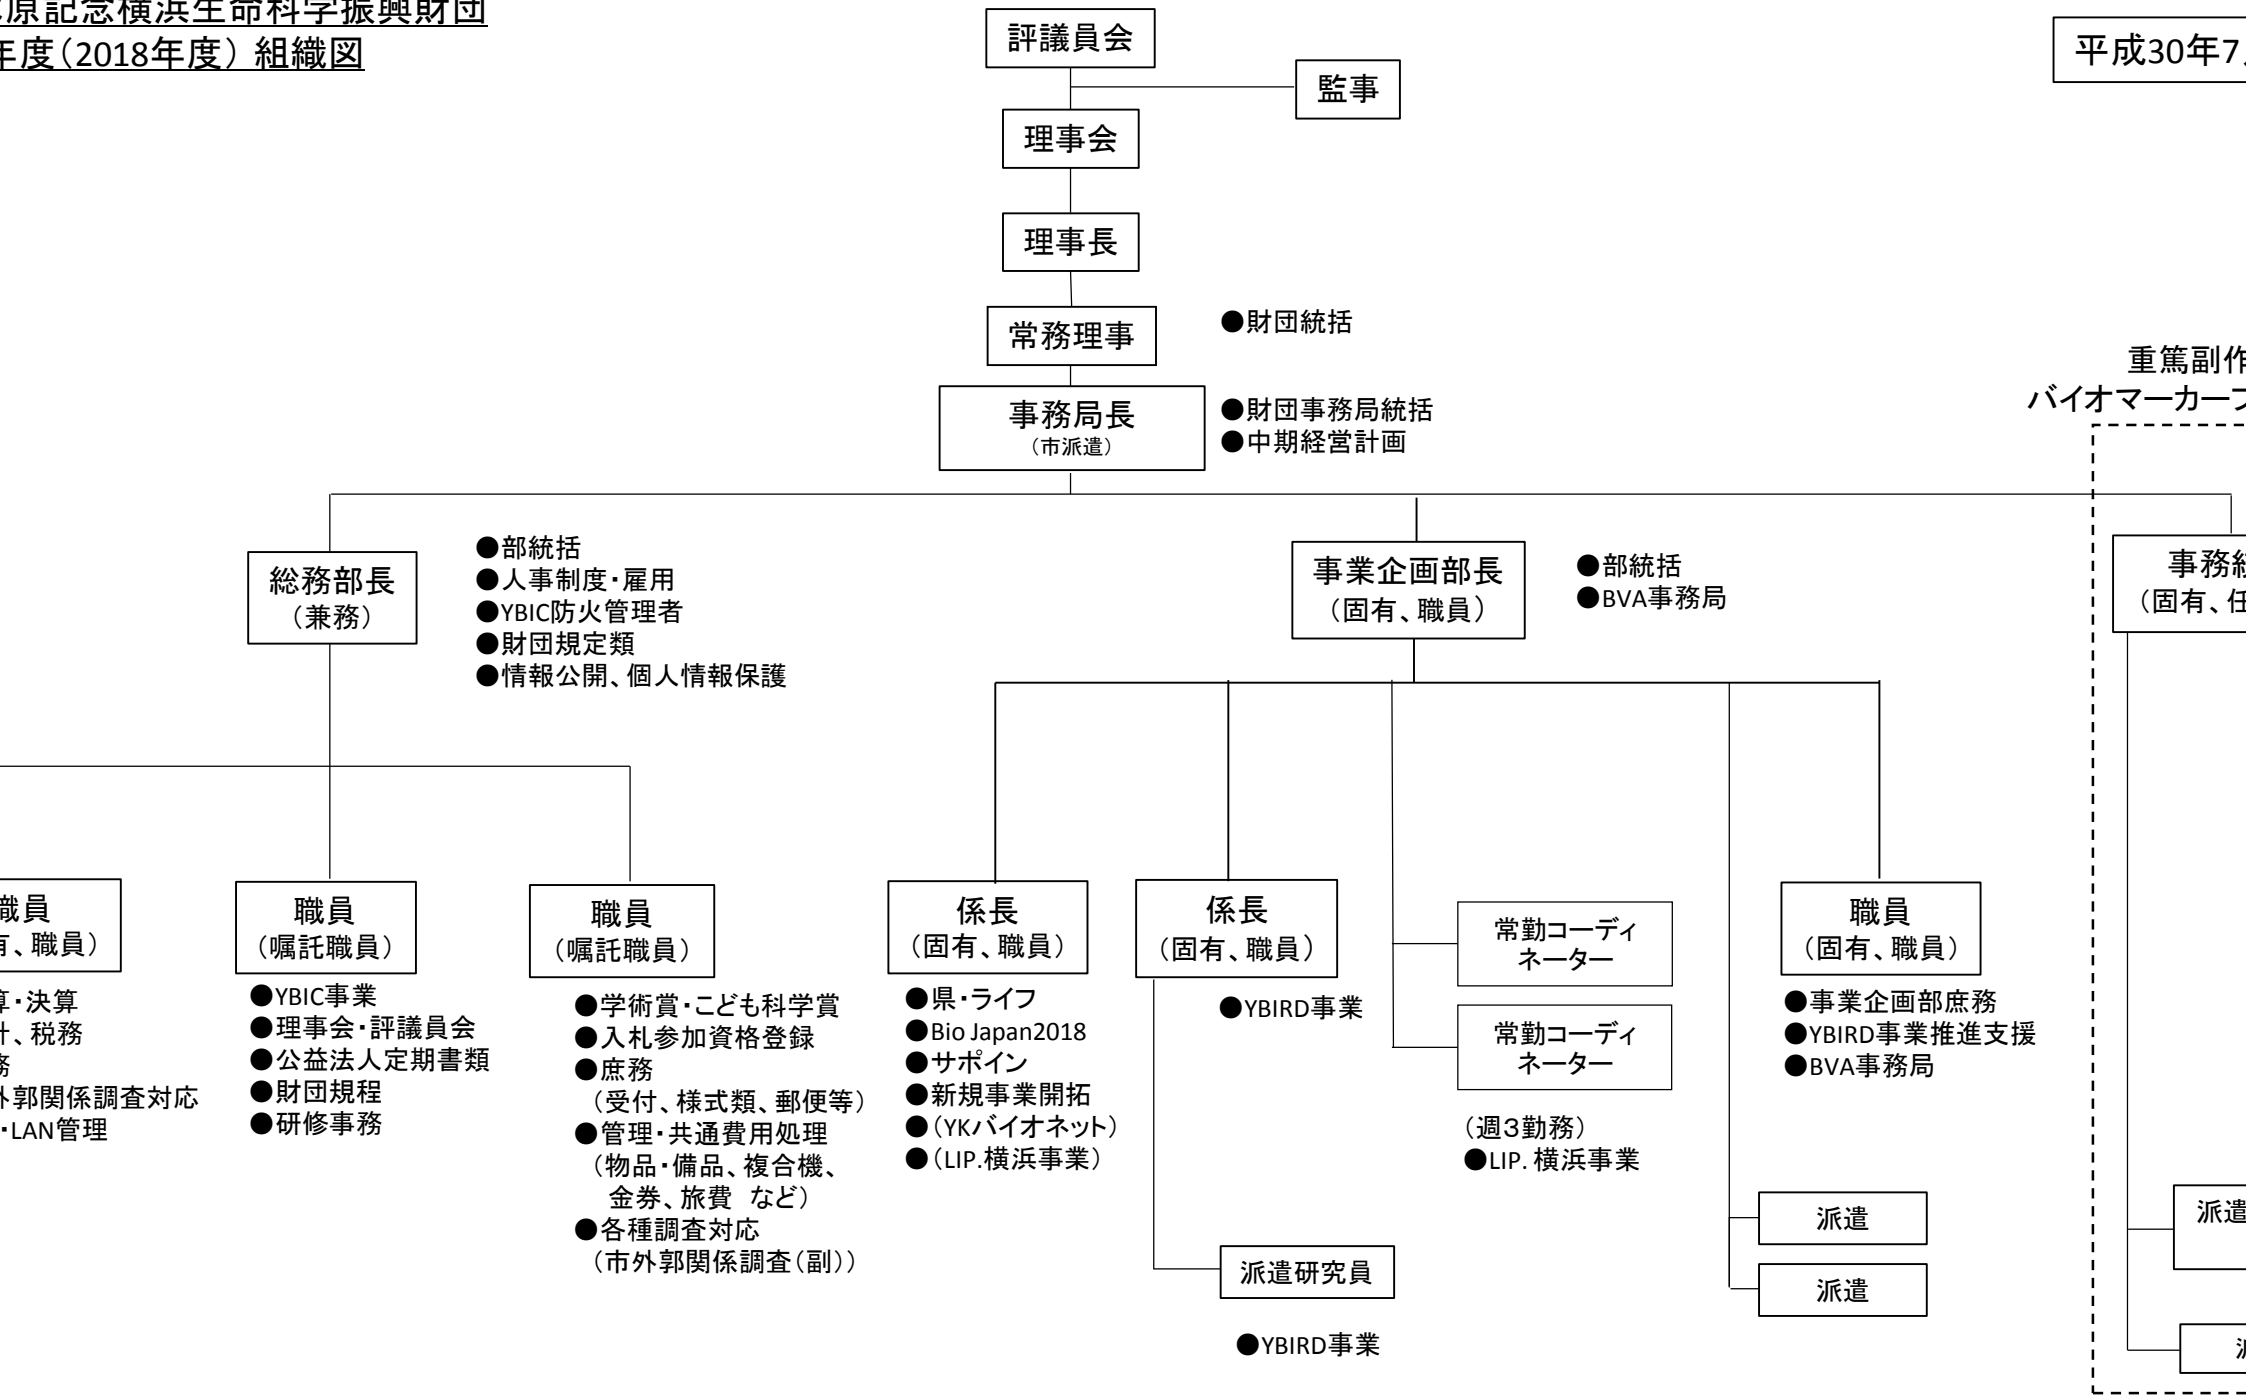 原記念横浜生命科学振興財団
年度（2018年度） 組織図
評議員会
平成30年7
監事
理事会
理事長
常務理事
●財団統括
事務局長
（市派遣）
●財団事務局統括
●中期経営計画
重篤副作
バイオマーカー
総務部長
（兼務）
●部統括
●人事制度・雇用
●YBIC防火管理者
●財団規定類
●情報公開、個人情報保護
事業企画部長
（固有、職員）
●部統括
●BVA事務局
事務
（固有、任
職員
有、職員）
算・決算
計、税務
務
外郭関係調査対応
・LAN管理
職員
（嘱託職員）
●YBIC事業
●理事会・評議員会
●公益法人定期書類
●財団規程
●研修事務
職員
（嘱託職員）
●学術賞・こども科学賞
●入札参加資格登録
●庶務
（受付、様式類、郵便等）
●管理・共通費用処理
（物品・備品、複合機、
金券、旅費　など）
●各種調査対応
（市外郭関係調査（副））
係長
（固有、職員）
●県・ライフ
●Bio Japan2018
●サポイン
●新規事業開拓
●（YKバイオネット）
●（LIP.横浜事業）
係長
（固有、職員）
●YBIRD事業
派遣研究員
●YBIRD事業
常勤コーディ
ネーター
常勤コーディ
ネーター
（週３勤務）
●LIP. 横浜事業
派遣
派遣
職員
（固有、職員）
●事業企画部庶務
●YBIRD事業推進支援
●BVA事務局
派遣